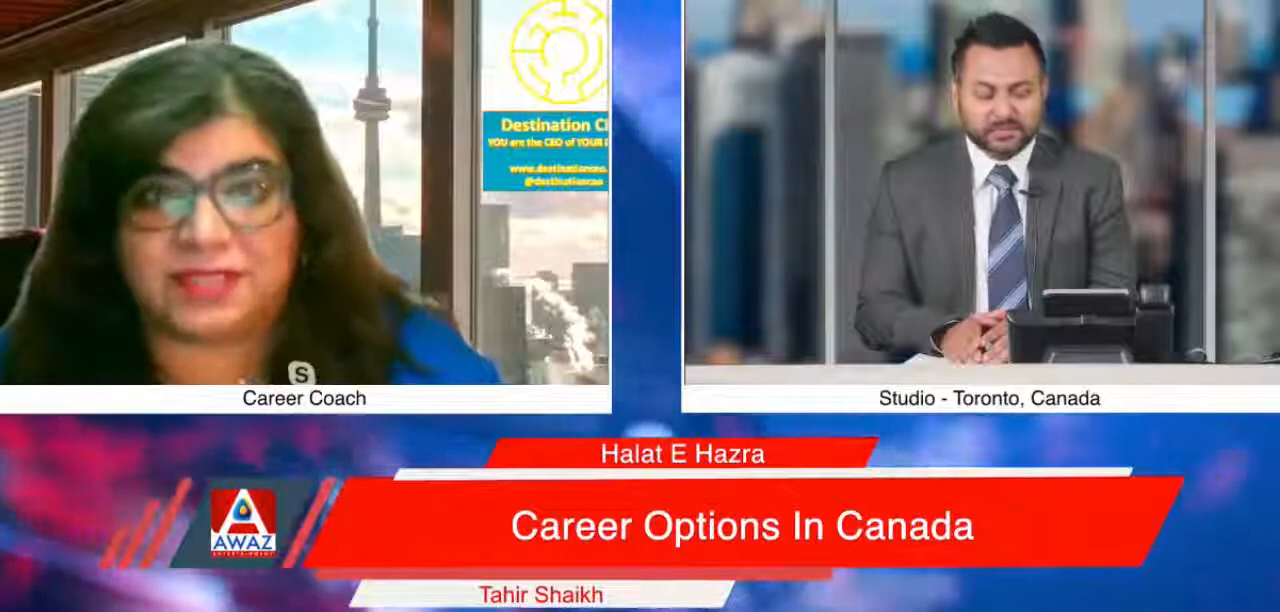 Destination C
YOU are the CEO of YOUR
www.destinationceo.
@destinationceo
S
Career Coach
Studio - Toronto, Canada
Halat E Hazra
Career Options In Canada
A
AWAZ
ENTERTAINMENT
Tahir Shaikh